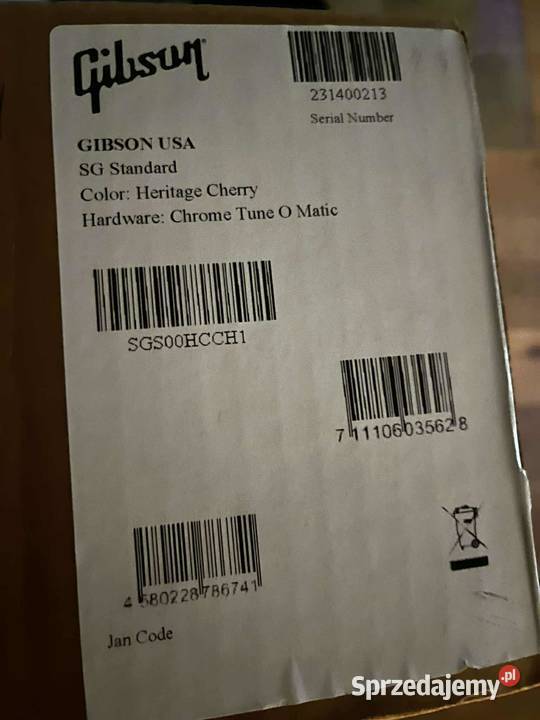 Gibson
231400213
Serial Number
GIBSON USA
SG Standard
Color: Heritage Cherry
Hardware: Chrome Tune O Matic
SGS00HCCH1
7 11106 03562 8
4 580228 786741
Jan Code
Sprzedajemy.pl